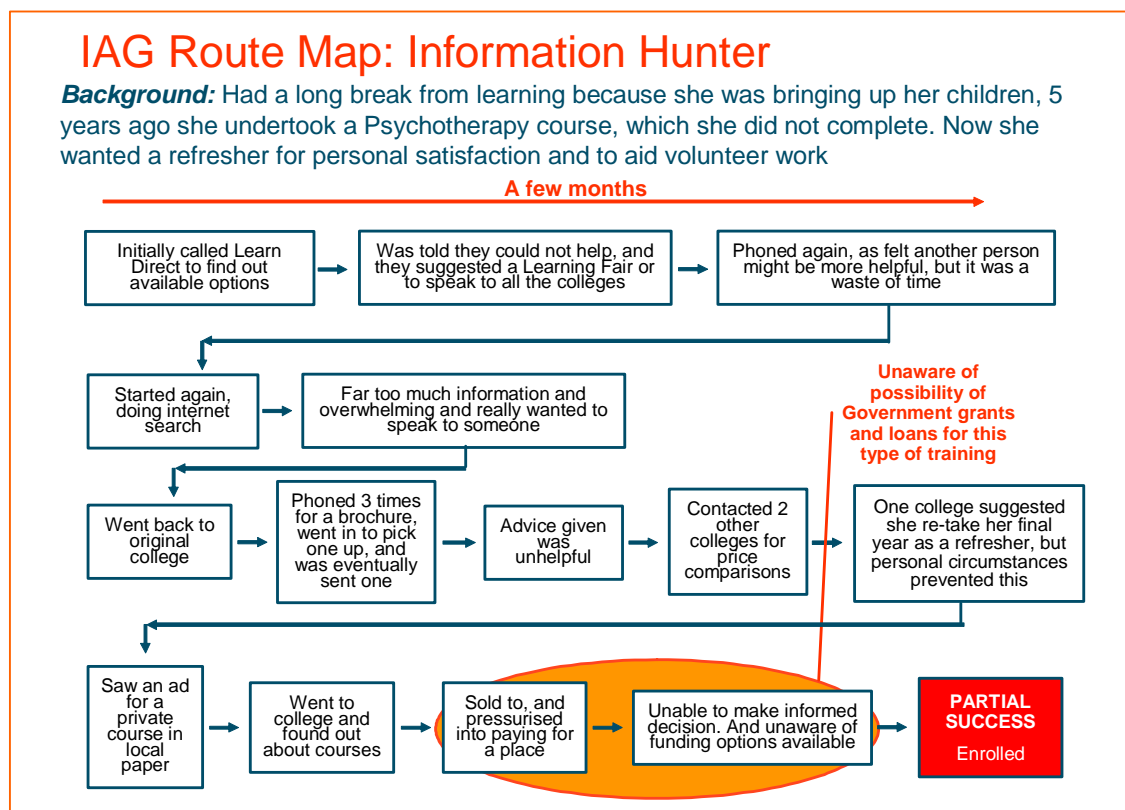 IAG Route Map: Information Hunter
Background: Had a long break from learning because she was bringing up her children, 5
years ago she undertook a Psychotherapy course, which she did not complete. Now she
wanted a refresher for personal satisfaction and to aid volunteer work
A few months
Initially called Learn
Direct to find out
available options
Was told they could not help, and
they suggested a Learning Fair or
to speak to all the colleges
Phoned again, as felt another person
might be more helpful, but it was a
waste of time
Started again,
doing internet
search
Far too much information and
overwhelming and really wanted to
speak to someone
Unaware of
possibility of
Government grants
and loans for this
type of training
Went back to
original
college
Phoned 3 times
for a brochure,
went in to pick
one up, and
was eventually
sent one
Advice given
was
unhelpful
Contacted 2
other
colleges for
price
comparisons
One college suggested
she re-take her final
year as a refresher, but
personal circumstances
prevented this
Saw an ad
for a
private
course in
local
paper
Went to
college and
found out
about courses
Sold to, and
pressurised
into paying for
a place
Unable to make informed
decision. And unaware of
funding options available
PARTIAL
SUCCESS
Enrolled